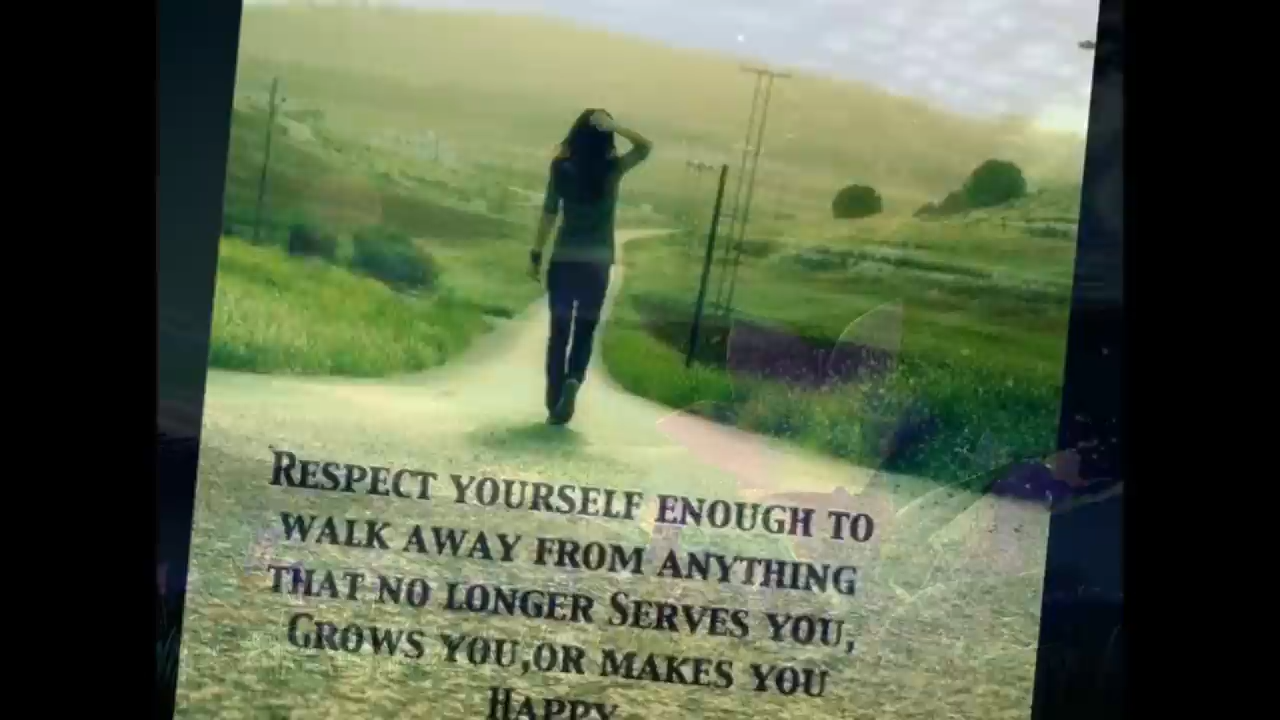 Respect yourself enough to
walk away from anything
that no longer Serves you,
Grows you,or makes you
Happy